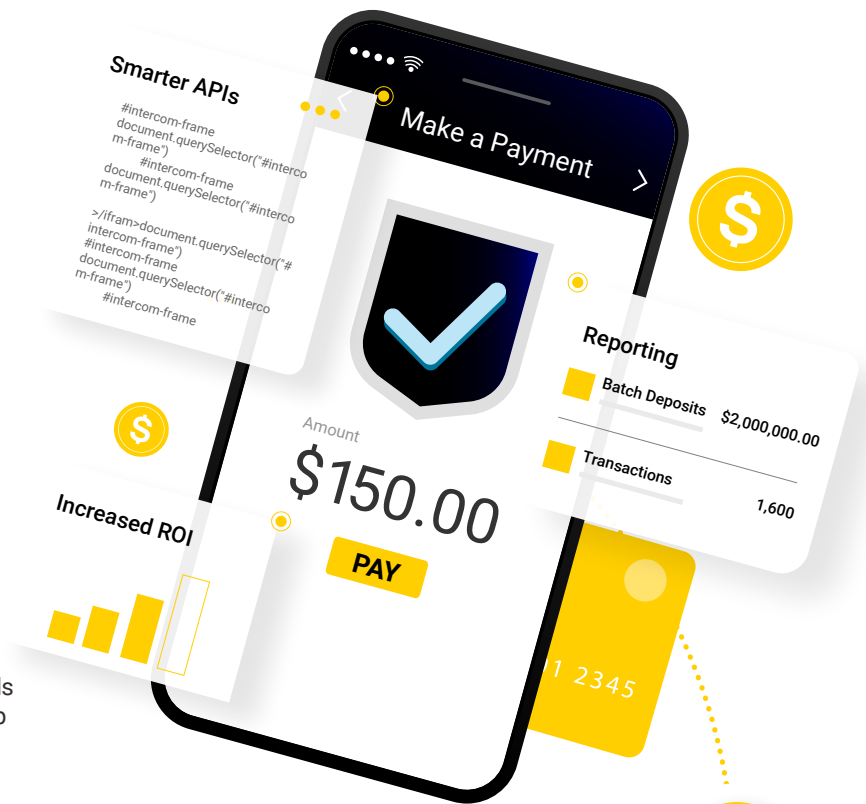 Smarter APIs
#intercom-frame
document.querySelector("#interco
m-frame")
#intercom-frame
document.querySelector("#interco
m-frame")
>/ifram>document.querySelector("#
intercom-frame")
#intercom-frame
document.querySelector("#interco
m-frame")
#intercom-frame
Make a Payment
$
Reporting
Batch Deposits $2,000,000.00
Transactions
1,600
$
Amount
$150.00
PAY
Increased ROI
2345